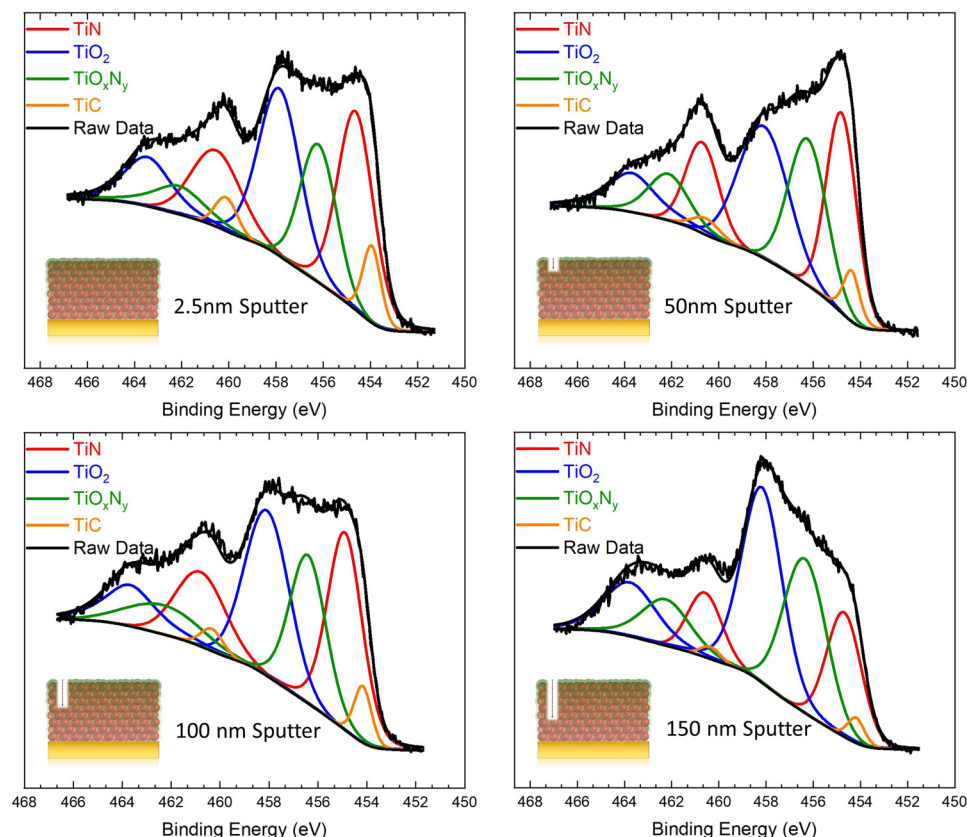 TiN
TiO₂
TiOₓNᵧ
TiC
Raw Data
2.5nm Sputter
468 466 464 462 460 458 456 454 452 450
Binding Energy (eV)
TiN
TiO₂
TiOₓNᵧ
TiC
Raw Data
50nm Sputter
468 466 464 462 460 458 456 454 452 450
Binding Energy (eV)
TiN
TiO₂
TiOₓNᵧ
TiC
Raw Data
100 nm Sputter
468 466 464 462 460 458 456 454 452 450
Binding Energy (eV)
TiN
TiO₂
TiOₓNᵧ
TiC
Raw Data
150 nm Sputter
468 466 464 462 460 458 456 454 452 450
Binding Energy (eV)